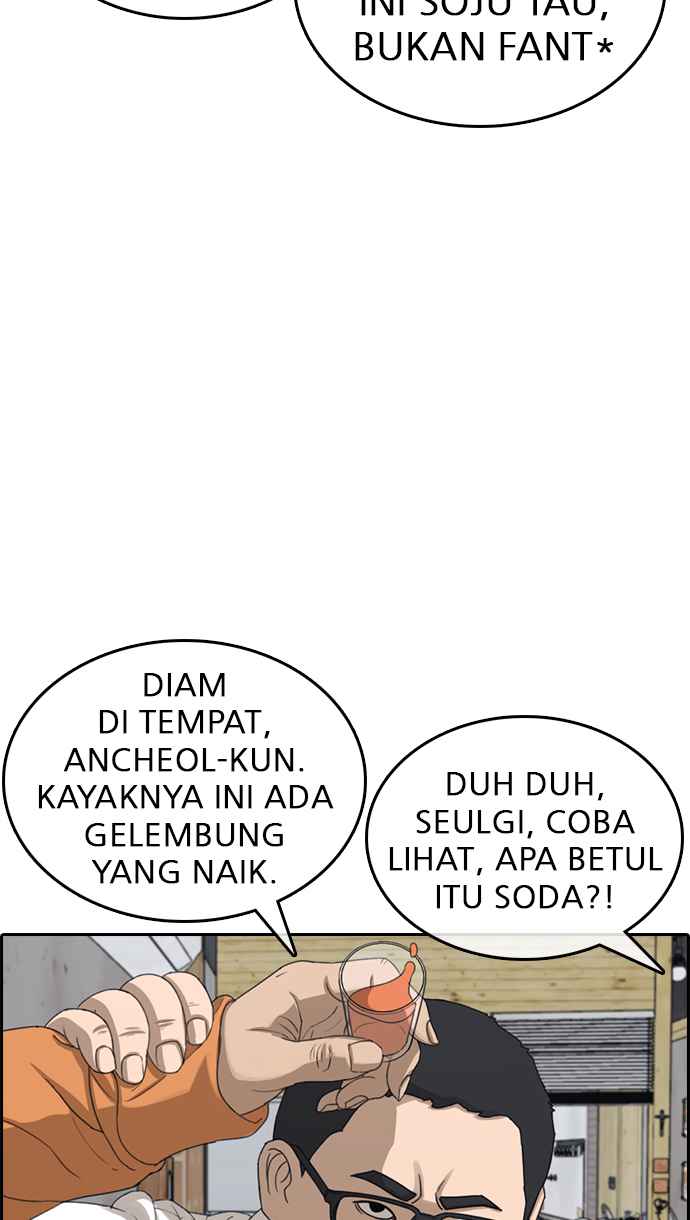 INI SOJU TAU,
BUKAN FANT*
DIAM
DI TEMPAT,
ANCHEOL-KUN.
KAYAKNYA INI ADA
GELEMBUNG
YANG NAIK.
DUH DUH,
SEULGI, COBA
LIHAT, APA BETUL
ITU SODA?!